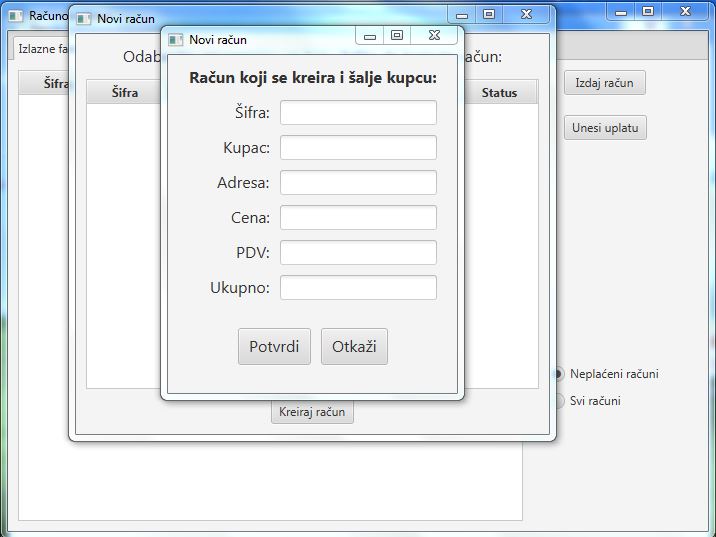 Računo
Novi račun
Novi račun
Izlazne fa
Odab
ačun:
Račun koji se kreira i šalje kupcu:
Šifra
Šifra
Status
Izdaj račun
Unesi uplatu
Šifra:
Kupac:
Adresa:
Cena:
PDV:
Ukupno:
Potvrdi
Otkaži
Neplaćeni računi
Svi računi
Kreiraj račun